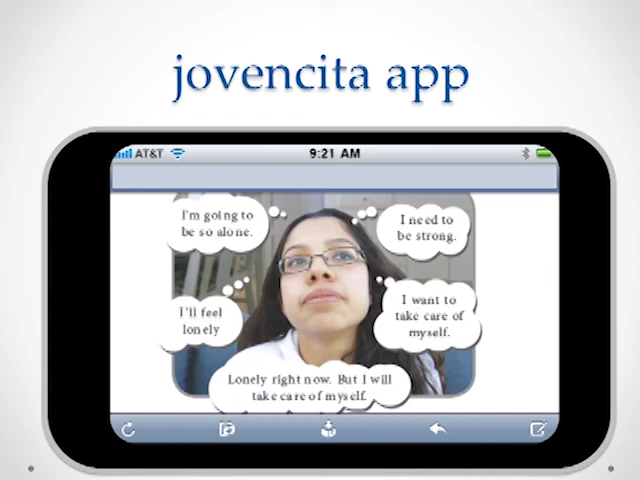 jovencita app
AT&T
9:21 AM
I'm going to
be so alone.
I need to
be strong.
I'll feel
lonely
I want to
take care of
myself.
Lonely right now. But I will
take care of myself.